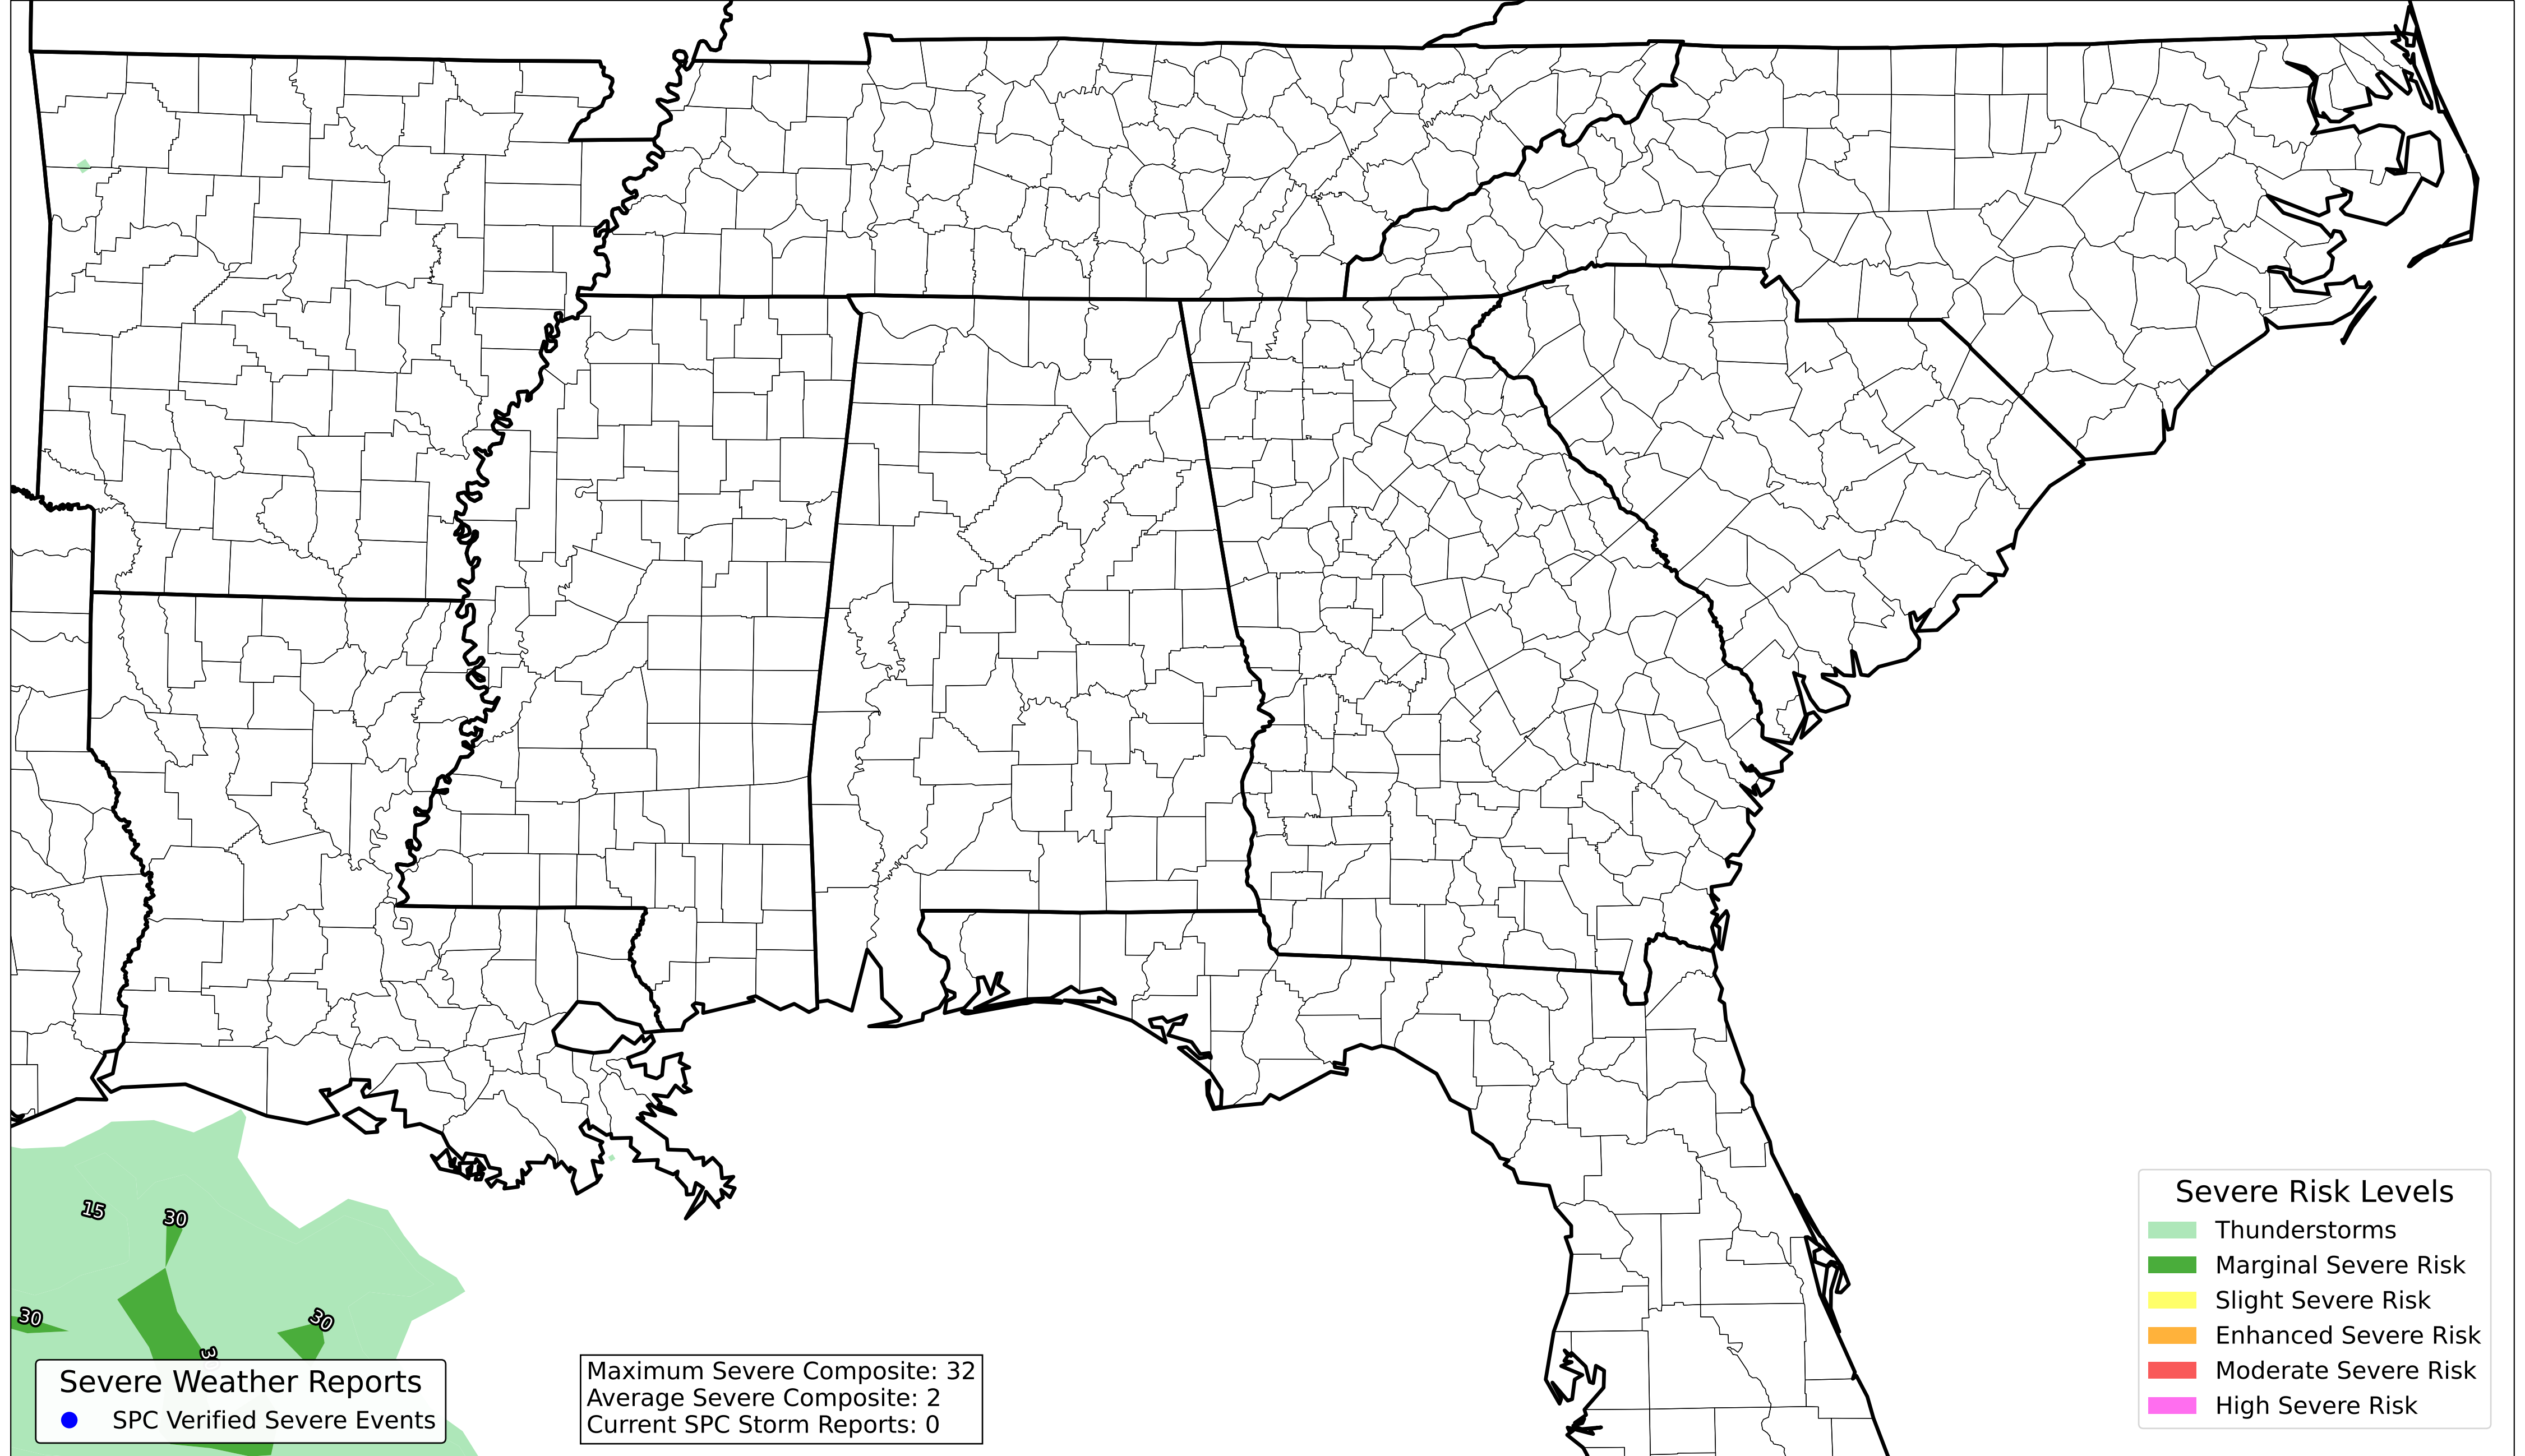 15
30
30
30
Severe Weather Reports
SPC Verified Severe Events
Maximum Severe Composite: 32
Average Severe Composite: 2
Current SPC Storm Reports: 0
Severe Risk Levels
Thunderstorms
Marginal Severe Risk
Slight Severe Risk
Enhanced Severe Risk
Moderate Severe Risk
High Severe Risk